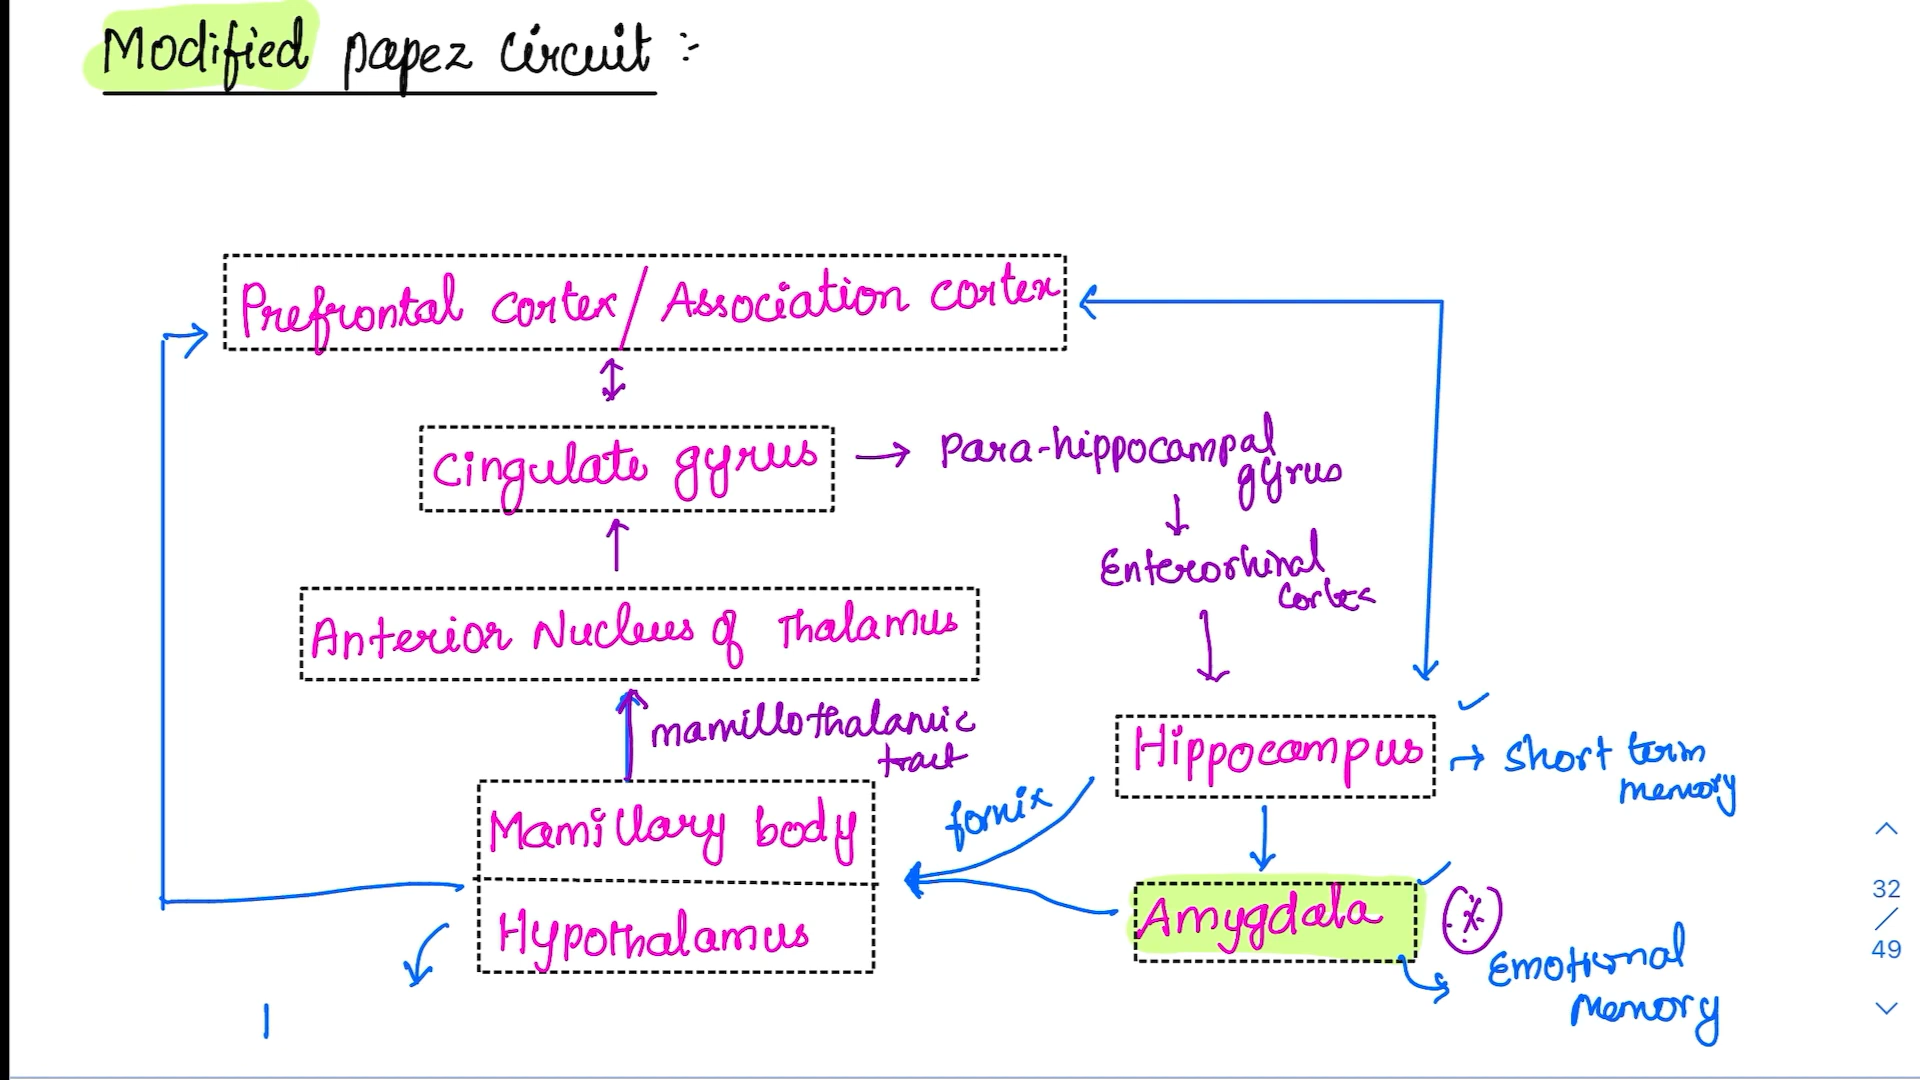 Modified papez circuit :-
Prefrontal cortex / Association cortex
Cingulate gyrus → Para-hippocampal
gyrus
Enterorhinal
cortex
Anterior Nucleus of Thalamus
mamillothalamic
tract
Hippocampus → short term
memory
fornix
Mamillary body
Amygdala
Hypothalamus
Emotional
memory
32
/
49